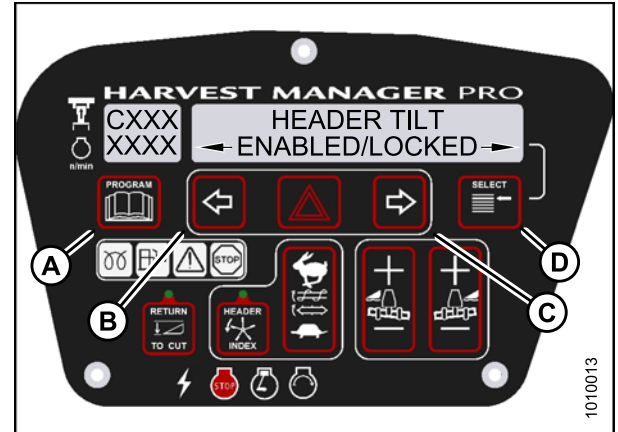 HARVEST MANAGER PRO
CXXX
XXXX
HEADER TILT
ENABLED/LOCKED
n/min
PROGRAM
SELECT
A
B
C
D
STOP
RETURN
TO CUT
HEADER
INDEX
STOP
1010013